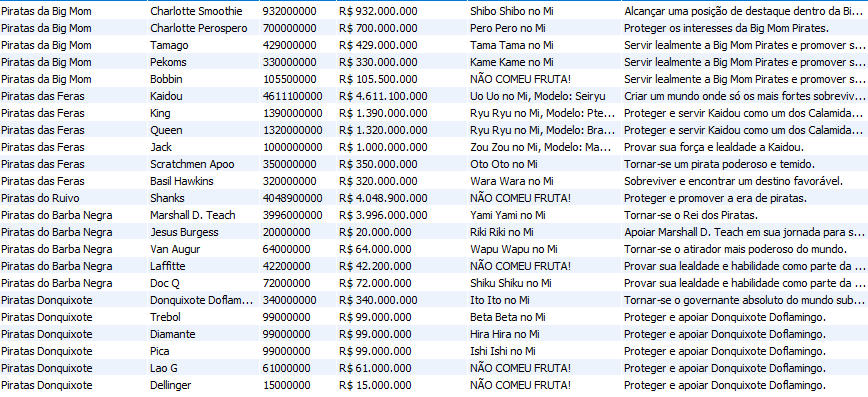 Piratas da Big Mom Charlotte Smoothie 932000000 R$ 932.000.000 Shibo Shibo no Mi Alcançar uma posição de destaque dentro da Bi...
Piratas da Big Mom Charlotte Perospero 700000000 R$ 700.000.000 Pero Pero no Mi Proteger os interesses da Big Mom Pirates.
Piratas da Big Mom Tamago 429000000 R$ 429.000.000 Tama Tama no Mi Servir lealmente a Big Mom Pirates e promover s...
Piratas da Big Mom Pekoms 330000000 R$ 330.000.000 Kame Kame no Mi Servir lealmente a Big Mom Pirates e promover s...
Piratas da Big Mom Bobbin 105500000 R$ 105.500.000 NÃO COMEU FRUTA! Servir lealmente a Big Mom Pirates e promover s...
Piratas das Feras Kaidou 4611100000 R$ 4.611.100.000 Uo Uo no Mi, Modelo: Seiryu Criar um mundo onde só os mais fortes sobreviv...
Piratas das Feras King 1390000000 R$ 1.390.000.000 Ryu Ryu no Mi, Modelo: Pte... Proteger e servir Kaidou como um dos Calamida...
Piratas das Feras Queen 1320000000 R$ 1.320.000.000 Ryu Ryu no Mi, Modelo: Bra... Proteger e servir Kaidou como um dos Calamida...
Piratas das Feras Jack 1000000000 R$ 1.000.000.000 Zou Zou no Mi, Modelo: Ma... Provar sua força e lealdade a Kaidou.
Piratas das Feras Scratchmen Apoo 350000000 R$ 350.000.000 Oto Oto no Mi Tornar-se um pirata poderoso e temido.
Piratas das Feras Basil Hawkins 320000000 R$ 320.000.000 Wara Wara no Mi Sobreviver e encontrar um destino favorável.
Piratas do Ruivo Shanks 4048900000 R$ 4.048.900.000 NÃO COMEU FRUTA! Proteger e promover a era de piratas.
Piratas do Barba Negra Marshall D. Teach 3996000000 R$ 3.996.000.000 Yami Yami no Mi Tornar-se o Rei dos Piratas.
Piratas do Barba Negra Jesus Burgess 20000000 R$ 20.000.000 Riki Riki no Mi Apoiar Marshall D. Teach em sua jornada para s...
Piratas do Barba Negra Van Augur 64000000 R$ 64.000.000 Wapu Wapu no Mi Tornar-se o atirador mais poderoso do mundo.
Piratas do Barba Negra Laffitte 42200000 R$ 42.200.000 NÃO COMEU FRUTA! Provar sua lealdade e habilidade como parte da ...
Piratas do Barba Negra Doc Q 72000000 R$ 72.000.000 Shiku Shiku no Mi Provar sua lealdade e habilidade como parte da ...
Piratas Donquixote Donquixote Doflam... 340000000 R$ 340.000.000 Ito Ito no Mi Tornar-se o governante absoluto do mundo sub...
Piratas Donquixote Trebol 99000000 R$ 99.000.000 Beta Beta no Mi Proteger e apoiar Donquixote Doflamingo.
Piratas Donquixote Diamante 99000000 R$ 99.000.000 Hira Hira no Mi Proteger e apoiar Donquixote Doflamingo.
Piratas Donquixote Pica 99000000 R$ 99.000.000 Ishi Ishi no Mi Proteger e apoiar Donquixote Doflamingo.
Piratas Donquixote Lao G 61000000 R$ 61.000.000 NÃO COMEU FRUTA! Proteger e apoiar Donquixote Doflamingo.
Piratas Donquixote Dellinger 15000000 R$ 15.000.000 NÃO COMEU FRUTA! Proteger e apoiar Donquixote Doflamingo.